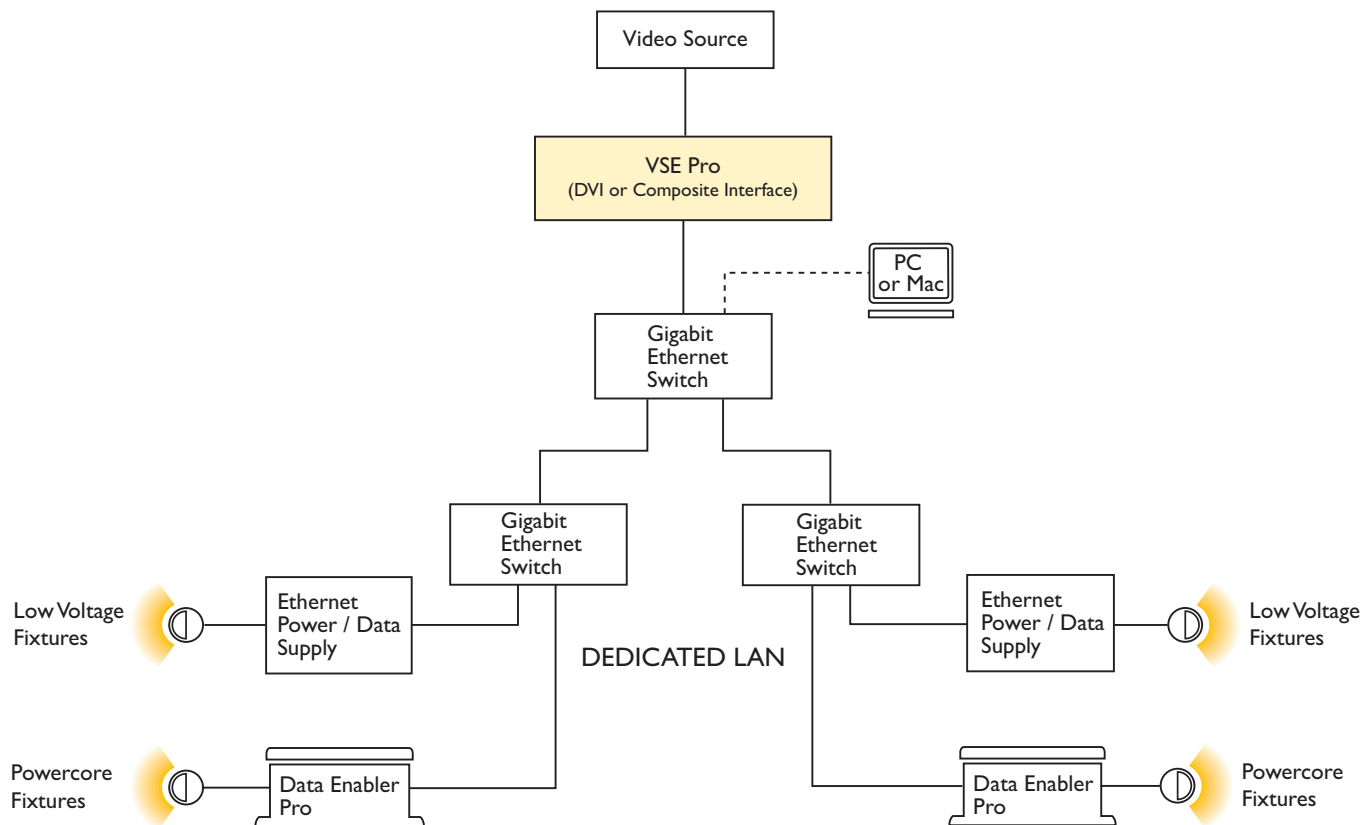 Video Source
VSE Pro
(DVI or Composite Interface)
PC
or Mac
Gigabit
Ethernet
Switch
Gigabit
Ethernet
Switch
Gigabit
Ethernet
Switch
Low Voltage
Fixtures
Ethernet
Power / Data
Supply
DEDICATED LAN
Ethernet
Power / Data
Supply
Low Voltage
Fixtures
Powercore
Fixtures
Data Enabler
Pro
Data Enabler
Pro
Powercore
Fixtures